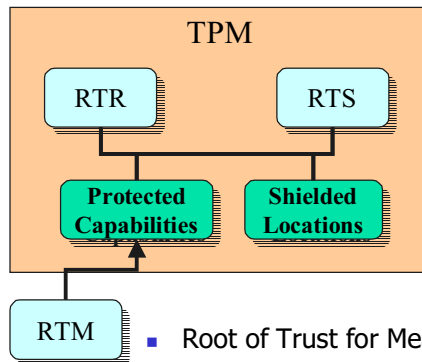 TPM
RTR RTS
Protected Capabilities
Shielded Locations
RTM
Root of Trust for Me